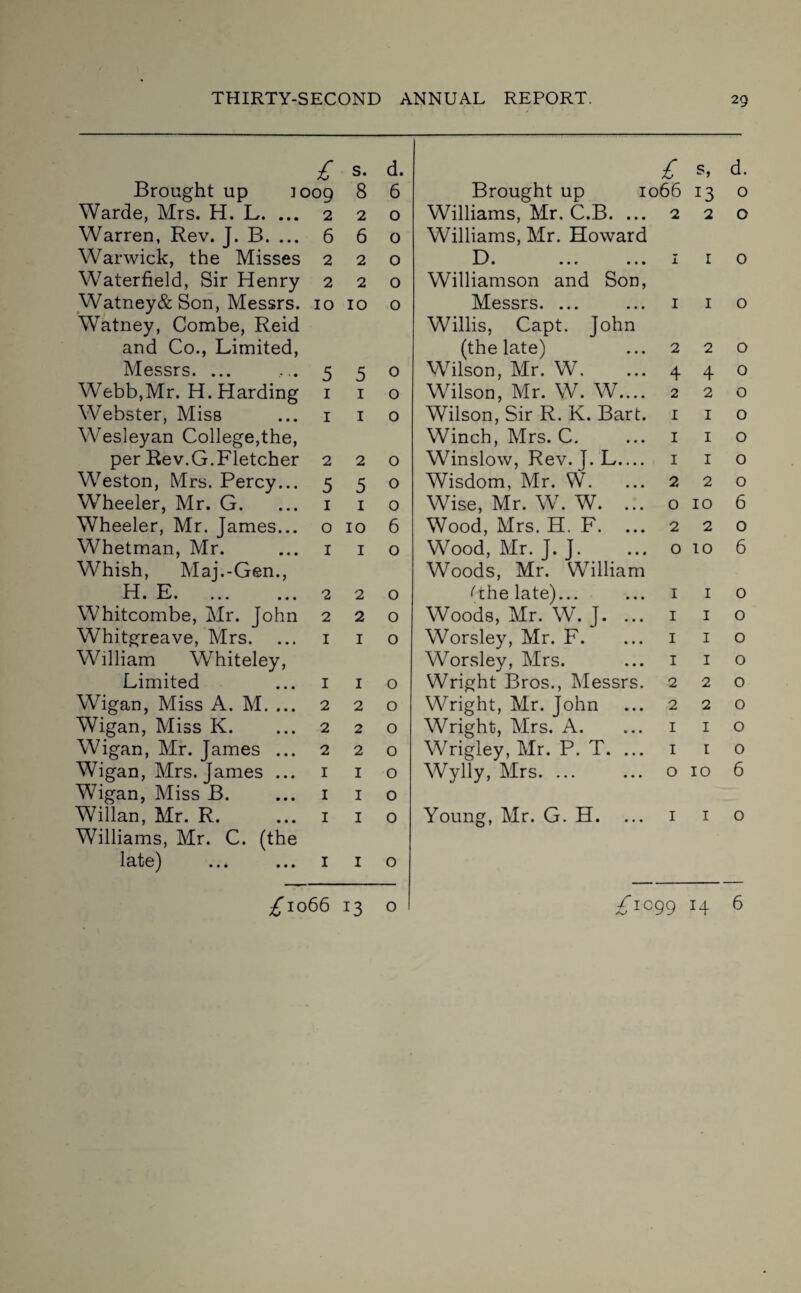 THIRTY-SECOND ANNUAL REPORT. 29
£ s. d.
Brought up 1009 8 6
Warde, Mrs. H. L. ... 2 2 0
Warren, Rev. J. B. ... 6 6 0
Warwick, the Misses 2 2 0
Waterfield, Sir Henry 2 2 0
Watney& Son, Messrs. 10 10 0
Watney, Combe, Reid
and Co., Limited,
Messrs. ... ... 5 5 0
Webb,Mr. H. Harding 1 1 0
Webster, Miss ... 1 1 0
Wesleyan College,the,
per Rev.G.Fletcher 2 2 0
Weston, Mrs. Percy... 5 5 0
Wheeler, Mr. G. ... 1 1 0
Wheeler, Mr. James... 0 10 6
Whetman, Mr. ... 1 1 0
Whish, Maj.-Gen.,
H. E. ... ... 2 2 0
Whitcombe, Mr. John 2 2 0
Whitgreave, Mrs. ... 1 1 0
William Whiteley,
Limited ... 1 1 0
Wigan, Miss A. M. ... 2 2 0
Wigan, Miss K. ... 2 2 0
Wigan, Mr. James ... 2 2 0
Wigan, Mrs. James ... 1 1 0
Wigan, Miss B. ... 1 1 0
Willan, Mr. R. ... 1 1 0
Williams, Mr. C. (the
late) ... ... 1 1 0
£1066 13 0
£ s, d.
Brought up 1066 13 0
Williams, Mr. C.B. ... 2 2 0
Williams, Mr. Howard
D. ... ... 1 1 0
Williamson and Son,
Messrs. ... ... 1 1 0
Willis, Capt. John
(the late) ... 2 2 0
Wilson, Mr. W. ... 4 4 0
Wilson, Mr. W. W.... 2 2 0
Wilson, Sir R. K. Bart. 1 1 0
Winch, Mrs. C. ... 1 1 0
Winslow, Rev. J. L.... 1 1 0
Wisdom, Mr. W. ... 2 2 0
Wise, Mr. W. W. ... 0 10 6
Wood, Mrs. H. F. ... 2 2 0
Wood, Mr. J. J. ... 0 10 6
Woods, Mr. William
(the late)... ... 1 1 0
Woods, Mr. W. J. ... 1 1 0
Worsley, Mr. F. ... 1 1 0
Worsley, Mrs. ... 1 1 0
Wright Bros., Messrs. 2 2 0
Wright, Mr. John ... 2 2 0
Wright, Mrs. A. ... 1 1 0
Wrigley, Mr. P. T. ... 1 1 0
Wylly, Mrs. ... ... 0 10 6
Young, Mr. G. H. ... 1 1 0
£1099 14 6